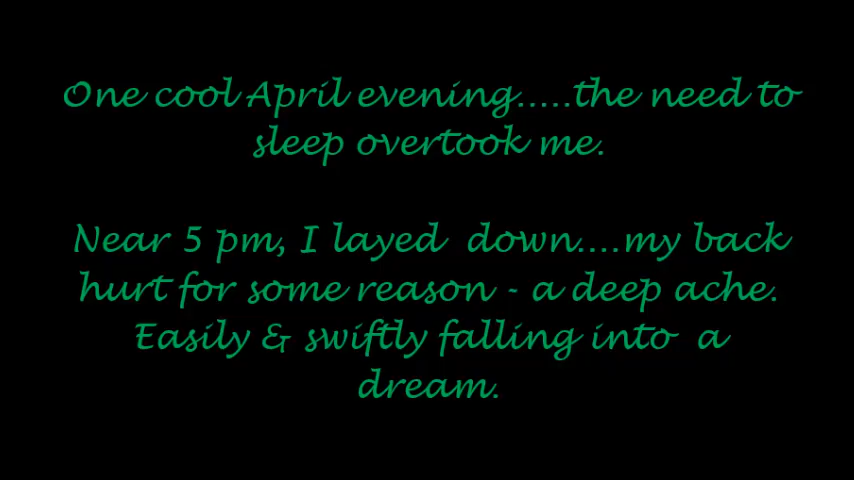 One cool April evening.....the need to
sleep overtook me.
Near 5 pm, I layed down....my back
hurt for some reason - a deep ache.
Easily & swiftly falling into a
dream.